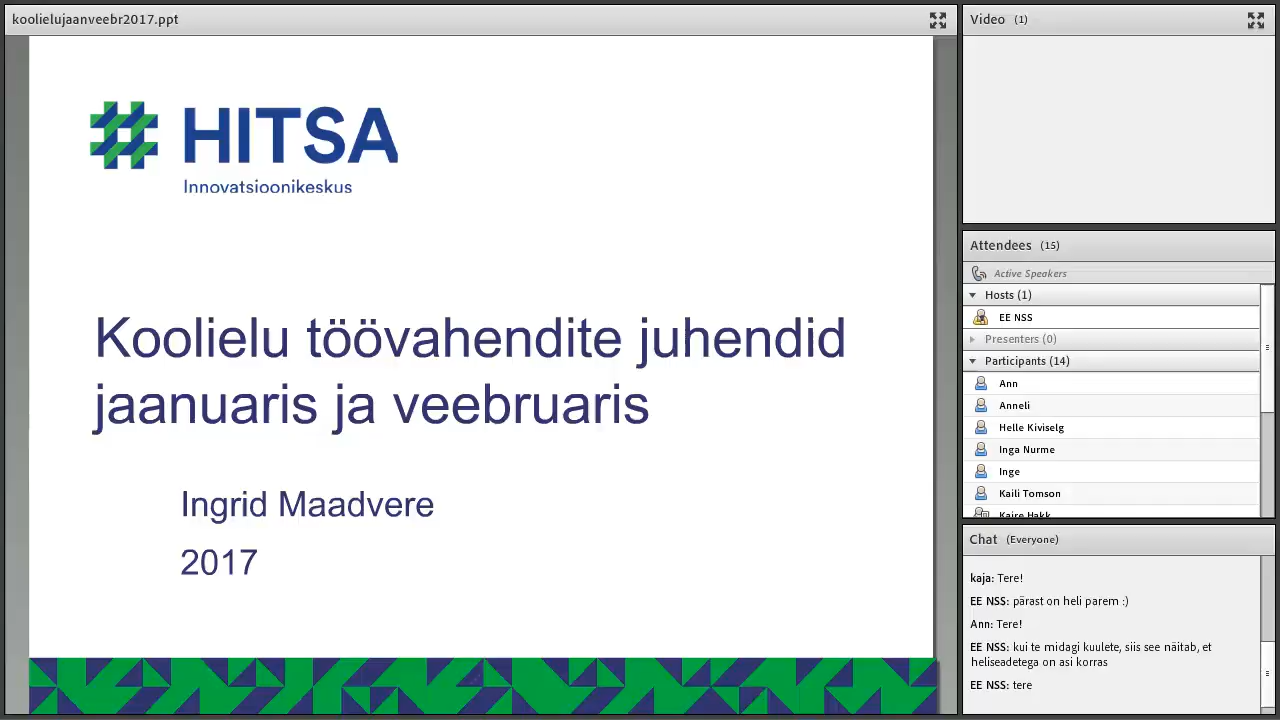 koolielujaanveebr2017.ppt
HITSA
Innovatsioonikeskus
Koolielu töövahendite juhendid
jaanuaris ja veebruaris
Ingrid Maadvere
2017
Video (1)
Attendees (15)
Active Speakers
Hosts (1)
EE NSS
Presenters (0)
Participants (14)
Ann
Anneli
Helle Kiviselg
Inga Nurme
Inge
Kaili Tomson
Kaire Hakk
Chat (Everyone)
kaja: Tere!
EE NSS: pärast on heli parem :)
Ann: Tere!
EE NSS: kui te midagi kuulete, siis see näitab, et
heliseadetega on asi korras
EE NSS: tere